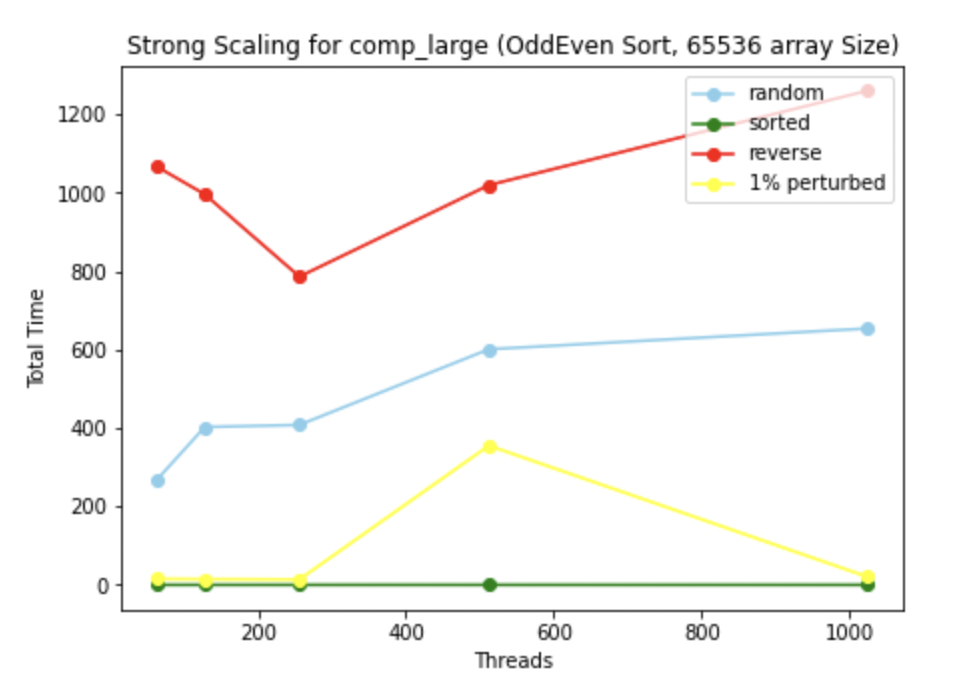 Strong Scaling for comp_large (OddEven Sort, 65536 array Size)
random
sorted
reverse
1% perturbed
1200
1000
800
600
400
200
0
Total Time
200
400
600
800
1000
Threads